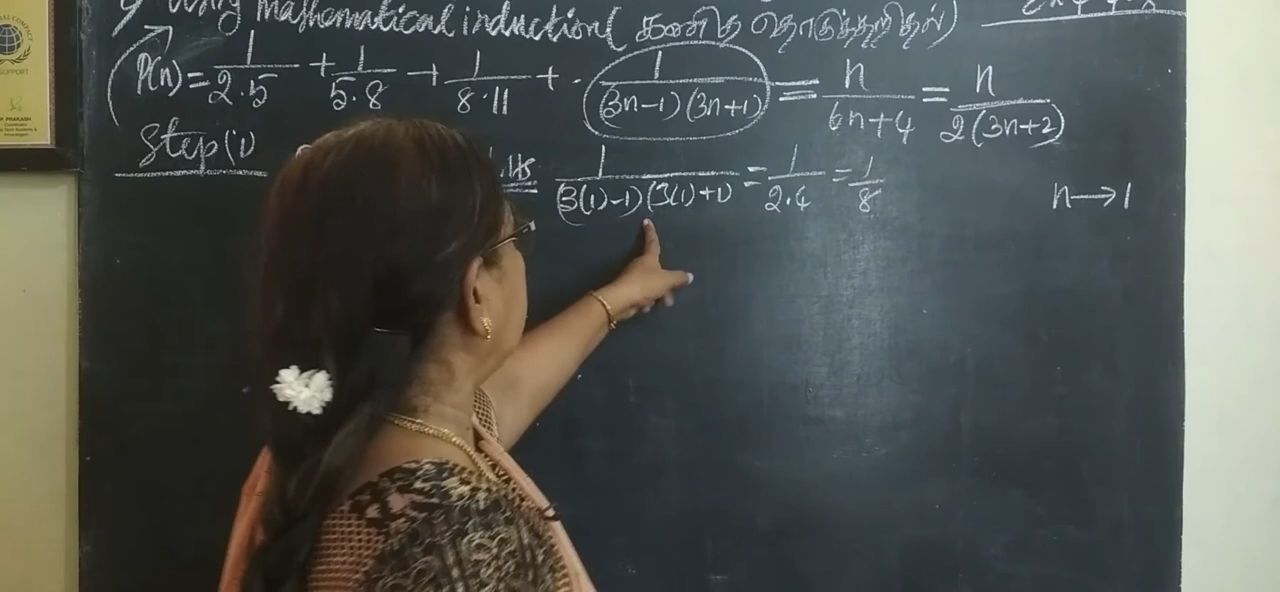 using mathematical induction (கணித தொகுத்தறிதல்)
P(n) = 1/2.5 + 1/5.8 + 1/8.11 + . 1/(3n-1)(3n+1) = n/6n+4 = n/2(3n+2)
Step (1) LHS 1/(3(1)-1)(3(1)+1) = 1/2.4 = 1/8 n→1
SUPPORT